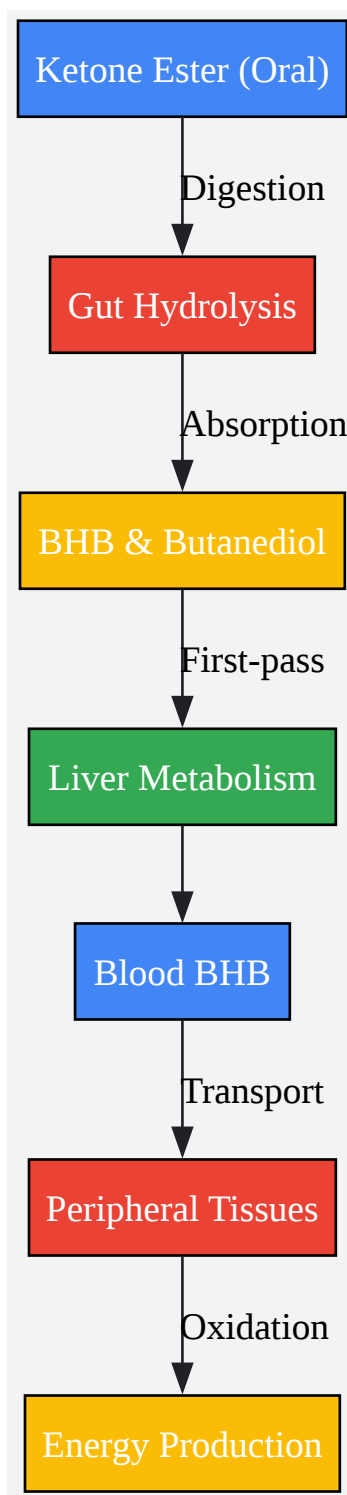 Ketone Ester (Oral)
Digestion
Gut Hydrolysis
Absorption
BHB & Butanediol
First-pass
Liver Metabolism
Blood BHB
Transport
Peripheral Tissues
Oxidation
Energy Production